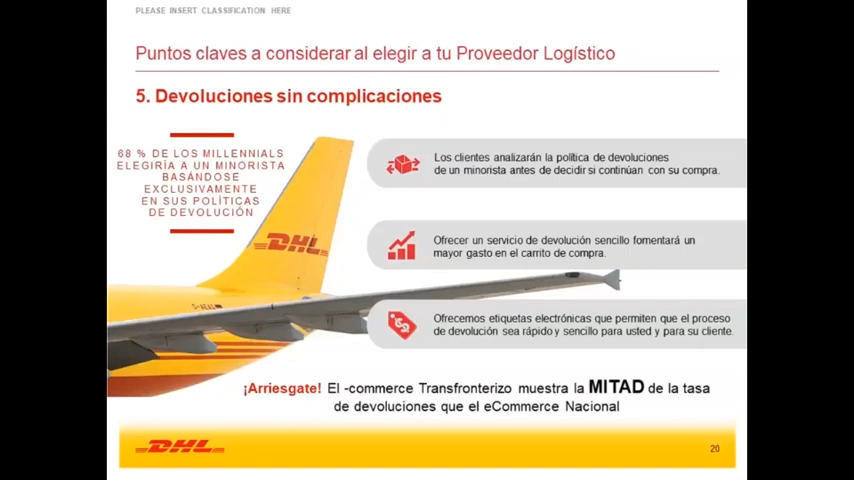 PLEASE INSERT CLASSIFICATION HERE
Puntos claves a considerar al elegir a tu Proveedor Logístico
5. Devoluciones sin complicaciones
68 % DE LOS MILLENNIALS
ELEGIRÍA A UN MINORISTA
BASÁNDOSE
EXCLUSIVAMENTE
EN SUS POLÍTICAS
DE DEVOLUCIÓN
Los clientes analizarán la política de devoluciones
de un minorista antes de decidir si continúan con su compra.
DHL
Ofrecer un servicio de devolución sencillo fomentará un
mayor gasto en el carrito de compra.
Ofrecemos etiquetas electrónicas que permiten que el proceso
de devolución sea rápido y sencillo para usted y para su cliente.
¡Arriesgate! El -commerce Transfronterizo muestra la MITAD de la tasa
de devoluciones que el eCommerce Nacional
DHL
20